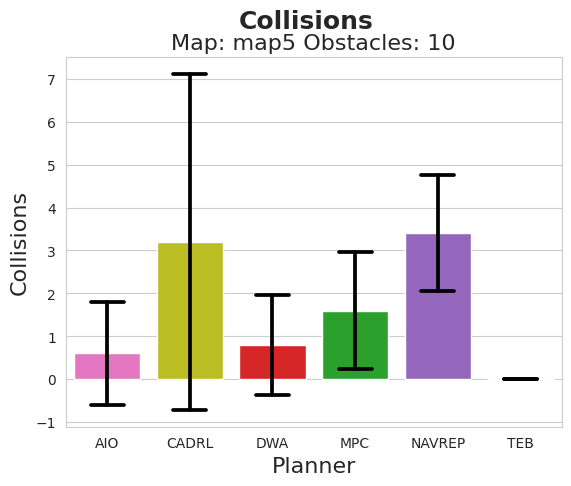 Collisions
Map: map5 Obstacles: 10
Collisions
7
6
5
4
3
2
1
0
−1
AIO CADRL DWA MPC NAVREP TEB
Planner